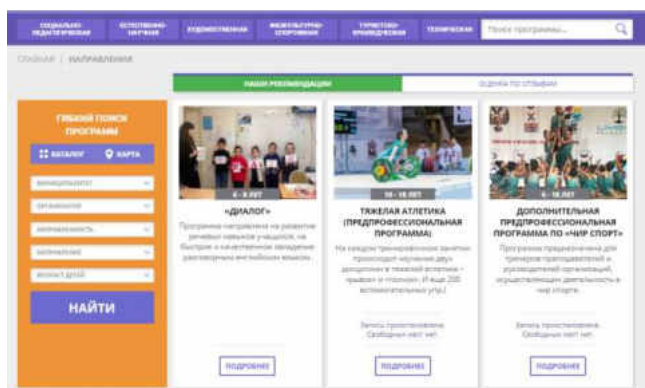 СОЦИАЛЬНО-
ПЕДАГОГИЧЕСКАЯ
ЕСТЕСТВЕННО-
НАУЧНАЯ
ХУДОЖЕСТВЕННАЯ
ФИЗКУЛЬТУРНО-
СПОРТИВНАЯ
ТУРИСТСКО-
КРАЕВЕДЧЕСКАЯ
ТЕХНИЧЕСКАЯ
Поиск программы...
ГЛАВНАЯ | НАПРАВЛЕНИЯ
НАШИ РЕКОМЕНДАЦИИ
ОЦЕНКА ПО ОТЗЫВАМ
ГИБКИЙ ПОИСК
ПРОГРАММ
КАТАЛОГ
КАРТА
МУНИЦИПАЛИТЕТ
ОРГАНИЗАЦИЯ
НАПРАВЛЕННОСТЬ
НАПРАВЛЕНИЕ
ВОЗРАСТ ДЕТЕЙ
НАЙТИ
6 - 8 ЛЕТ
«ДИАЛОГ»
Программа направлена на развитие
речевых навыков учащихся, на
быстрое и качественное овладение
разговорным английским языком.
ПОДРОБНЕЕ
10 - 18 ЛЕТ
ТЯЖЕЛАЯ АТЛЕТИКА
(ПРЕДПРОФЕССИОНАЛЬНАЯ
ПРОГРАММА)
На каждом тренировочном занятии
происходит изучение двух
дисциплин в тяжелой атлетике -
«рывок» и «толчок». (И еще 200
вспомогательных упр.)
Запись приостановлена.
Свободных мест нет.
ПОДРОБНЕЕ
6 - 18 ЛЕТ
ДОПОЛНИТЕЛЬНАЯ
ПРЕДПРОФЕССИОНАЛЬНАЯ
ПРОГРАММА ПО «ЧИР СПОРТ»
Программа предназначена для
тренеров-преподавателей и
руководителей организаций,
осуществляющих деятельность в
чир спорте.
Запись приостановлена.
Свободных мест нет.
ПОДРОБНЕЕ